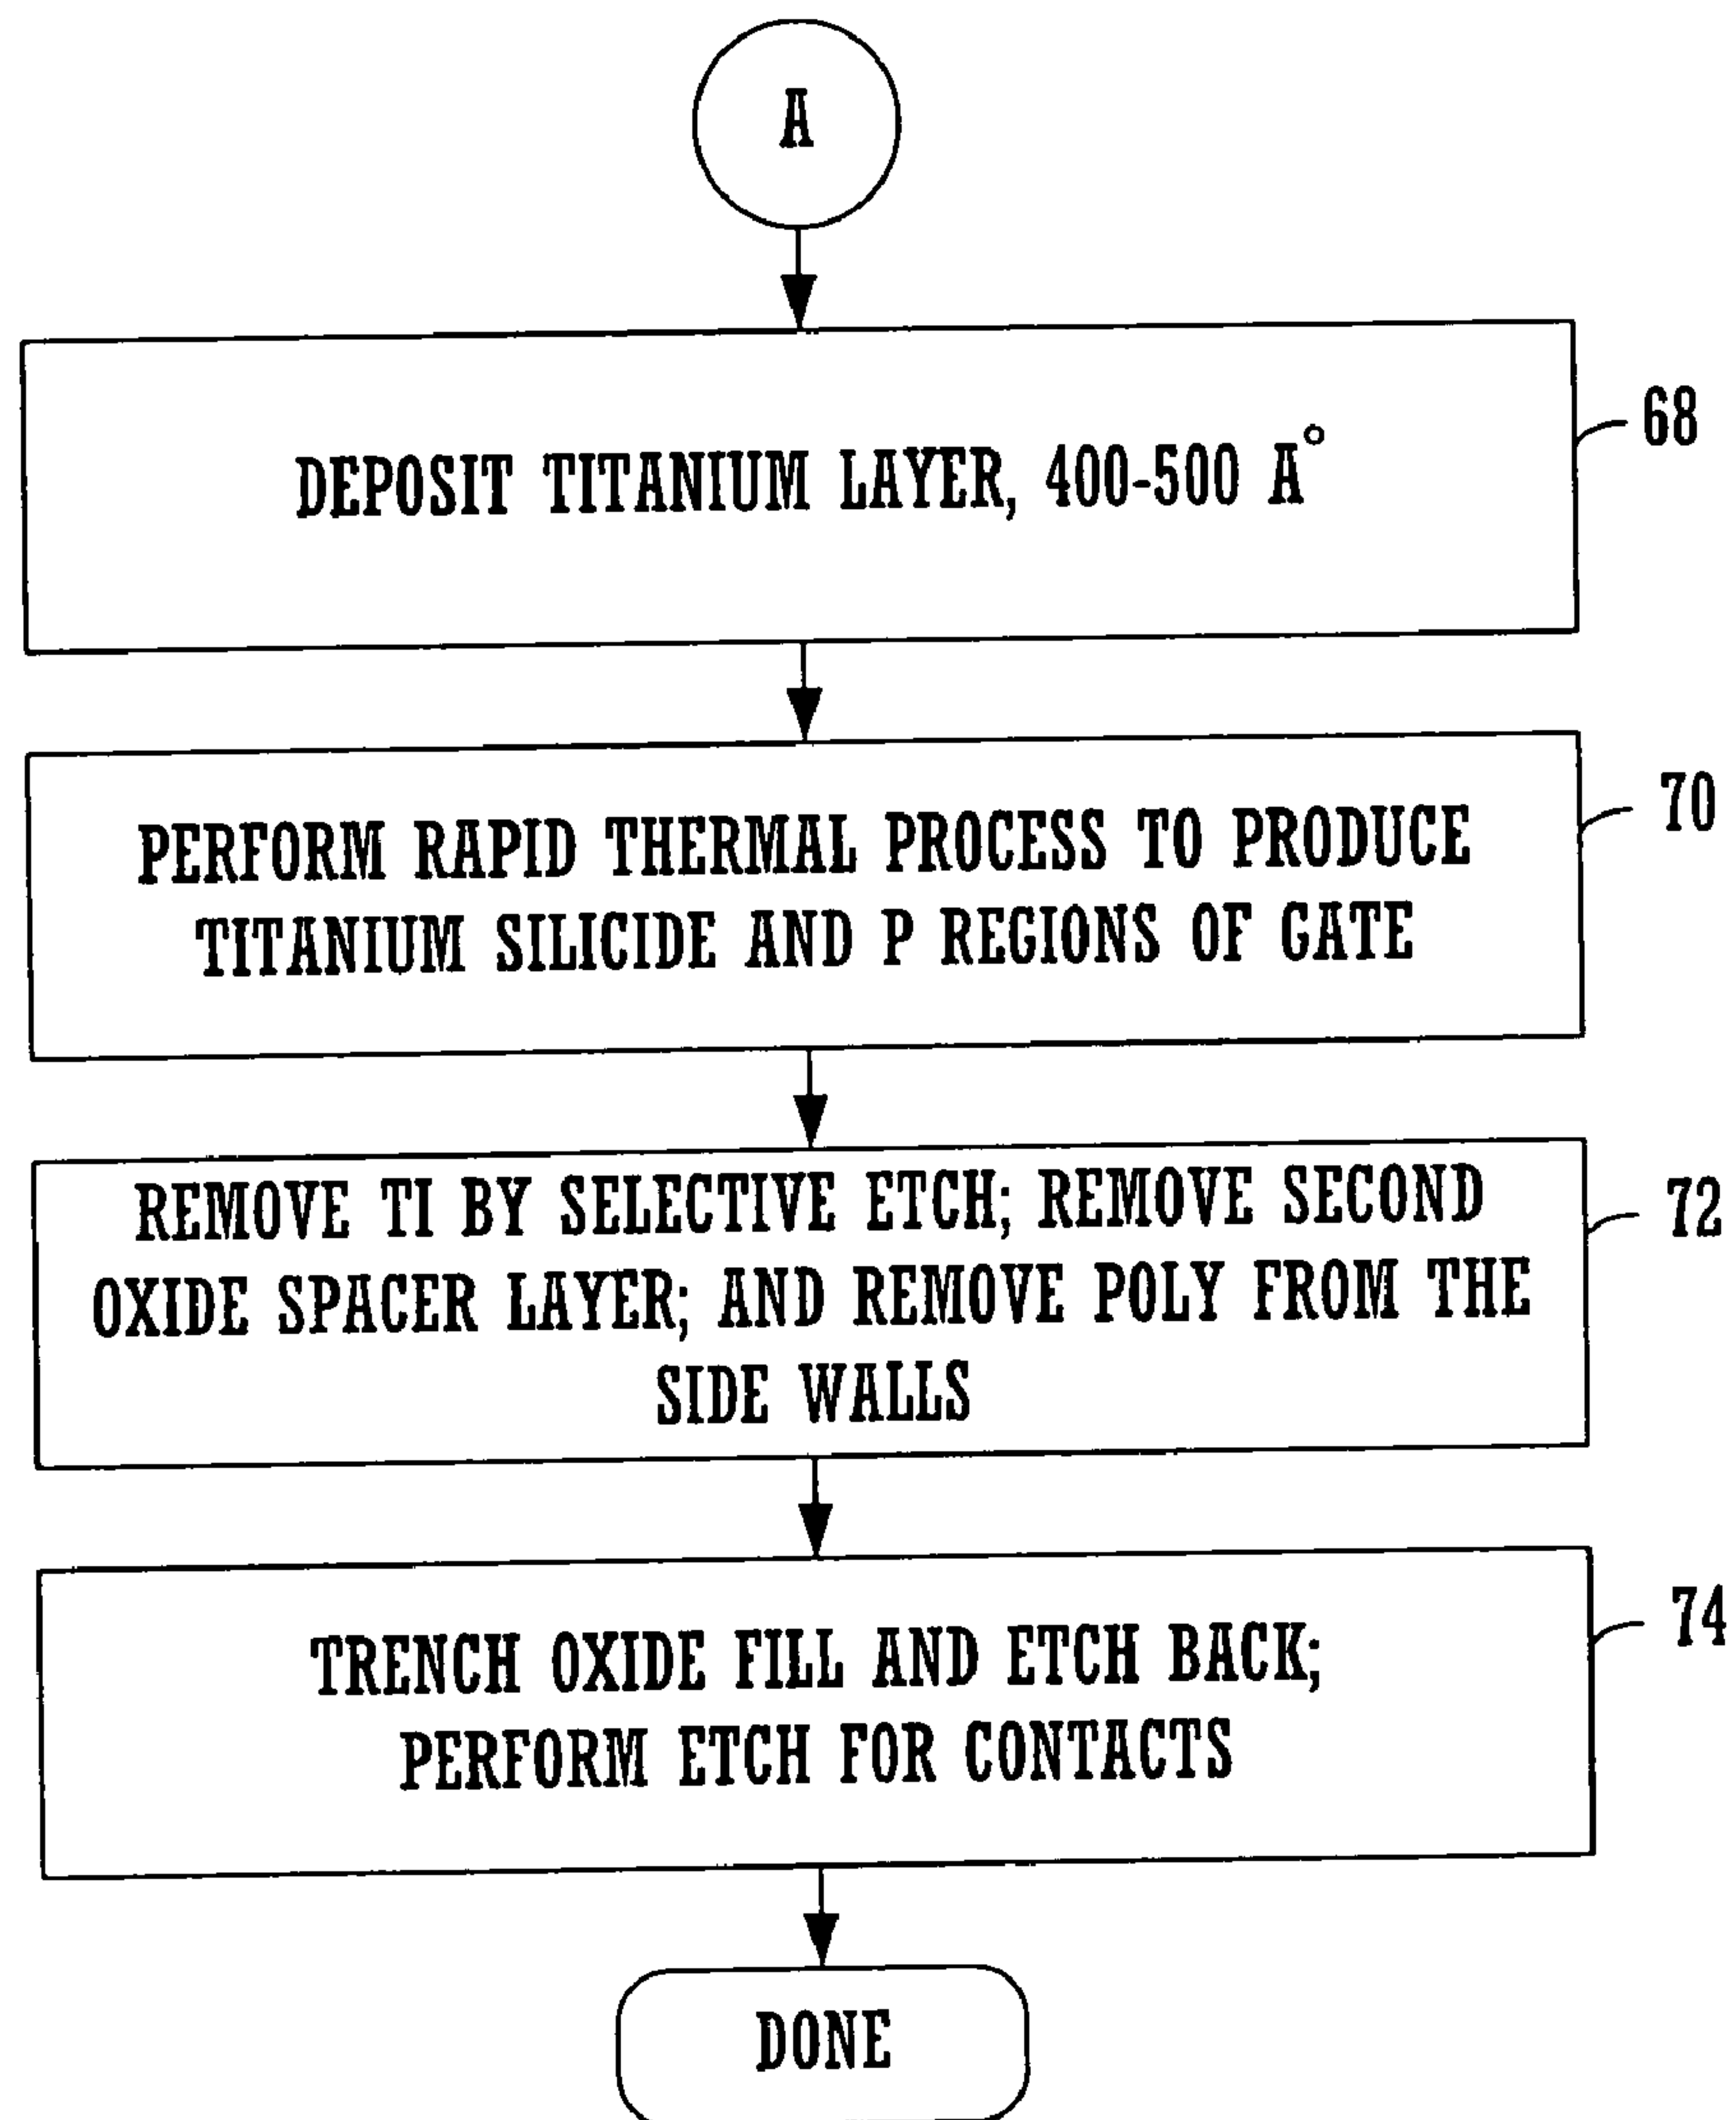 A
DEPOSIT TITANIUM LAYER, 400-500 A°
68
PERFORM RAPID THERMAL PROCESS TO PRODUCE
TITANIUM SILICIDE AND P REGIONS OF GATE
70
REMOVE TI BY SELECTIVE ETCH; REMOVE SECOND
OXIDE SPACER LAYER; AND REMOVE POLY FROM THE
SIDE WALLS
72
TRENCH OXIDE FILL AND ETCH BACK;
PERFORM ETCH FOR CONTACTS
74
DONE